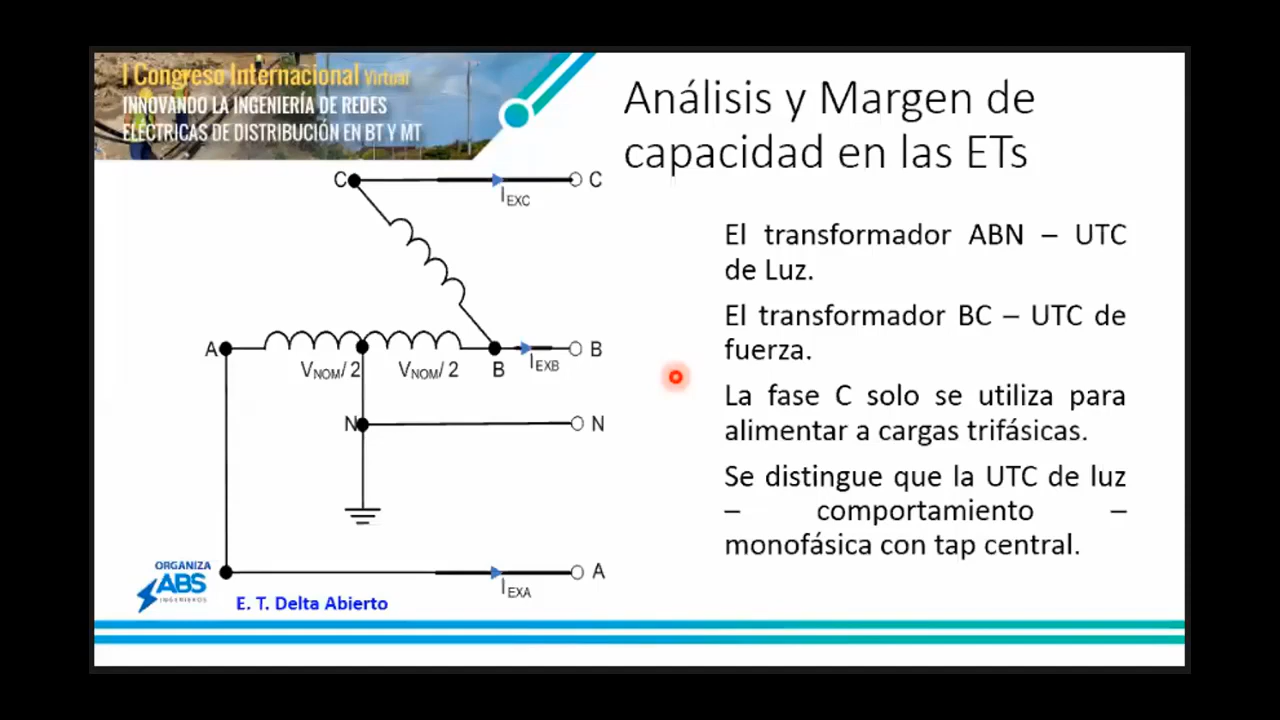 I Congreso Internacional Virtual
INNOVANDO LA INGENIERÍA DE REDES
ELÉCTRICAS DE DISTRIBUCIÓN EN BT Y MT
Análisis y Margen de
capacidad en las ETs
C
C
I EXC
A
V NOM/ 2
V NOM/ 2
B
I EXB
B
N
N
I EXA
A
El transformador ABN – UTC
de Luz.
El transformador BC – UTC de
fuerza.
La fase C solo se utiliza para
alimentar a cargas trifásicas.
Se distingue que la UTC de luz
– comportamiento –
monofásica con tap central.
ORGANIZA
ABS
INGENIEROS
E. T. Delta Abierto